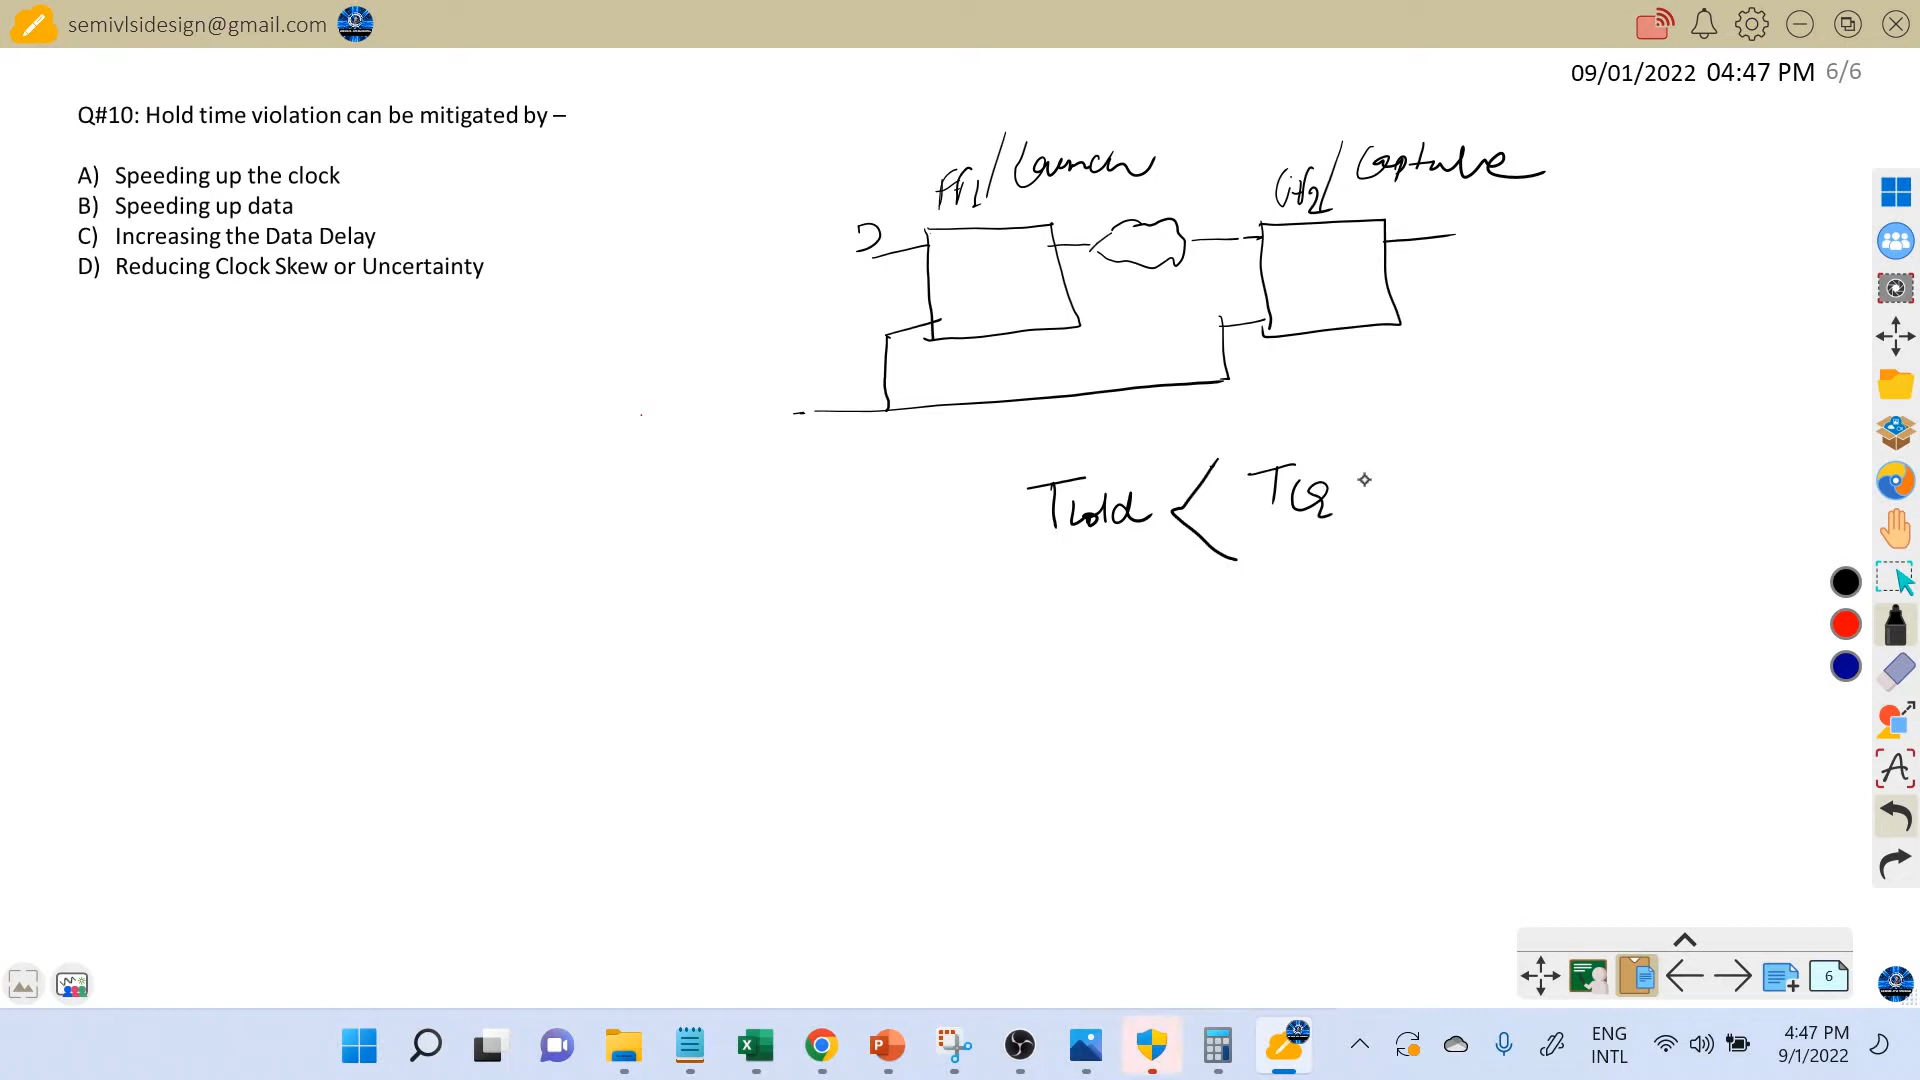 semivlsidesign@gmail.com
09/01/2022 04:47 PM 6/6
Q#10: Hold time violation can be mitigated by –
A) Speeding up the clock
B) Speeding up data
C) Increasing the Data Delay
D) Reducing Clock Skew or Uncertainty
FF1/Launch
FF2/Capture
D
Thold < TCQ
6
ENG
INTL
4:47 PM
9/1/2022